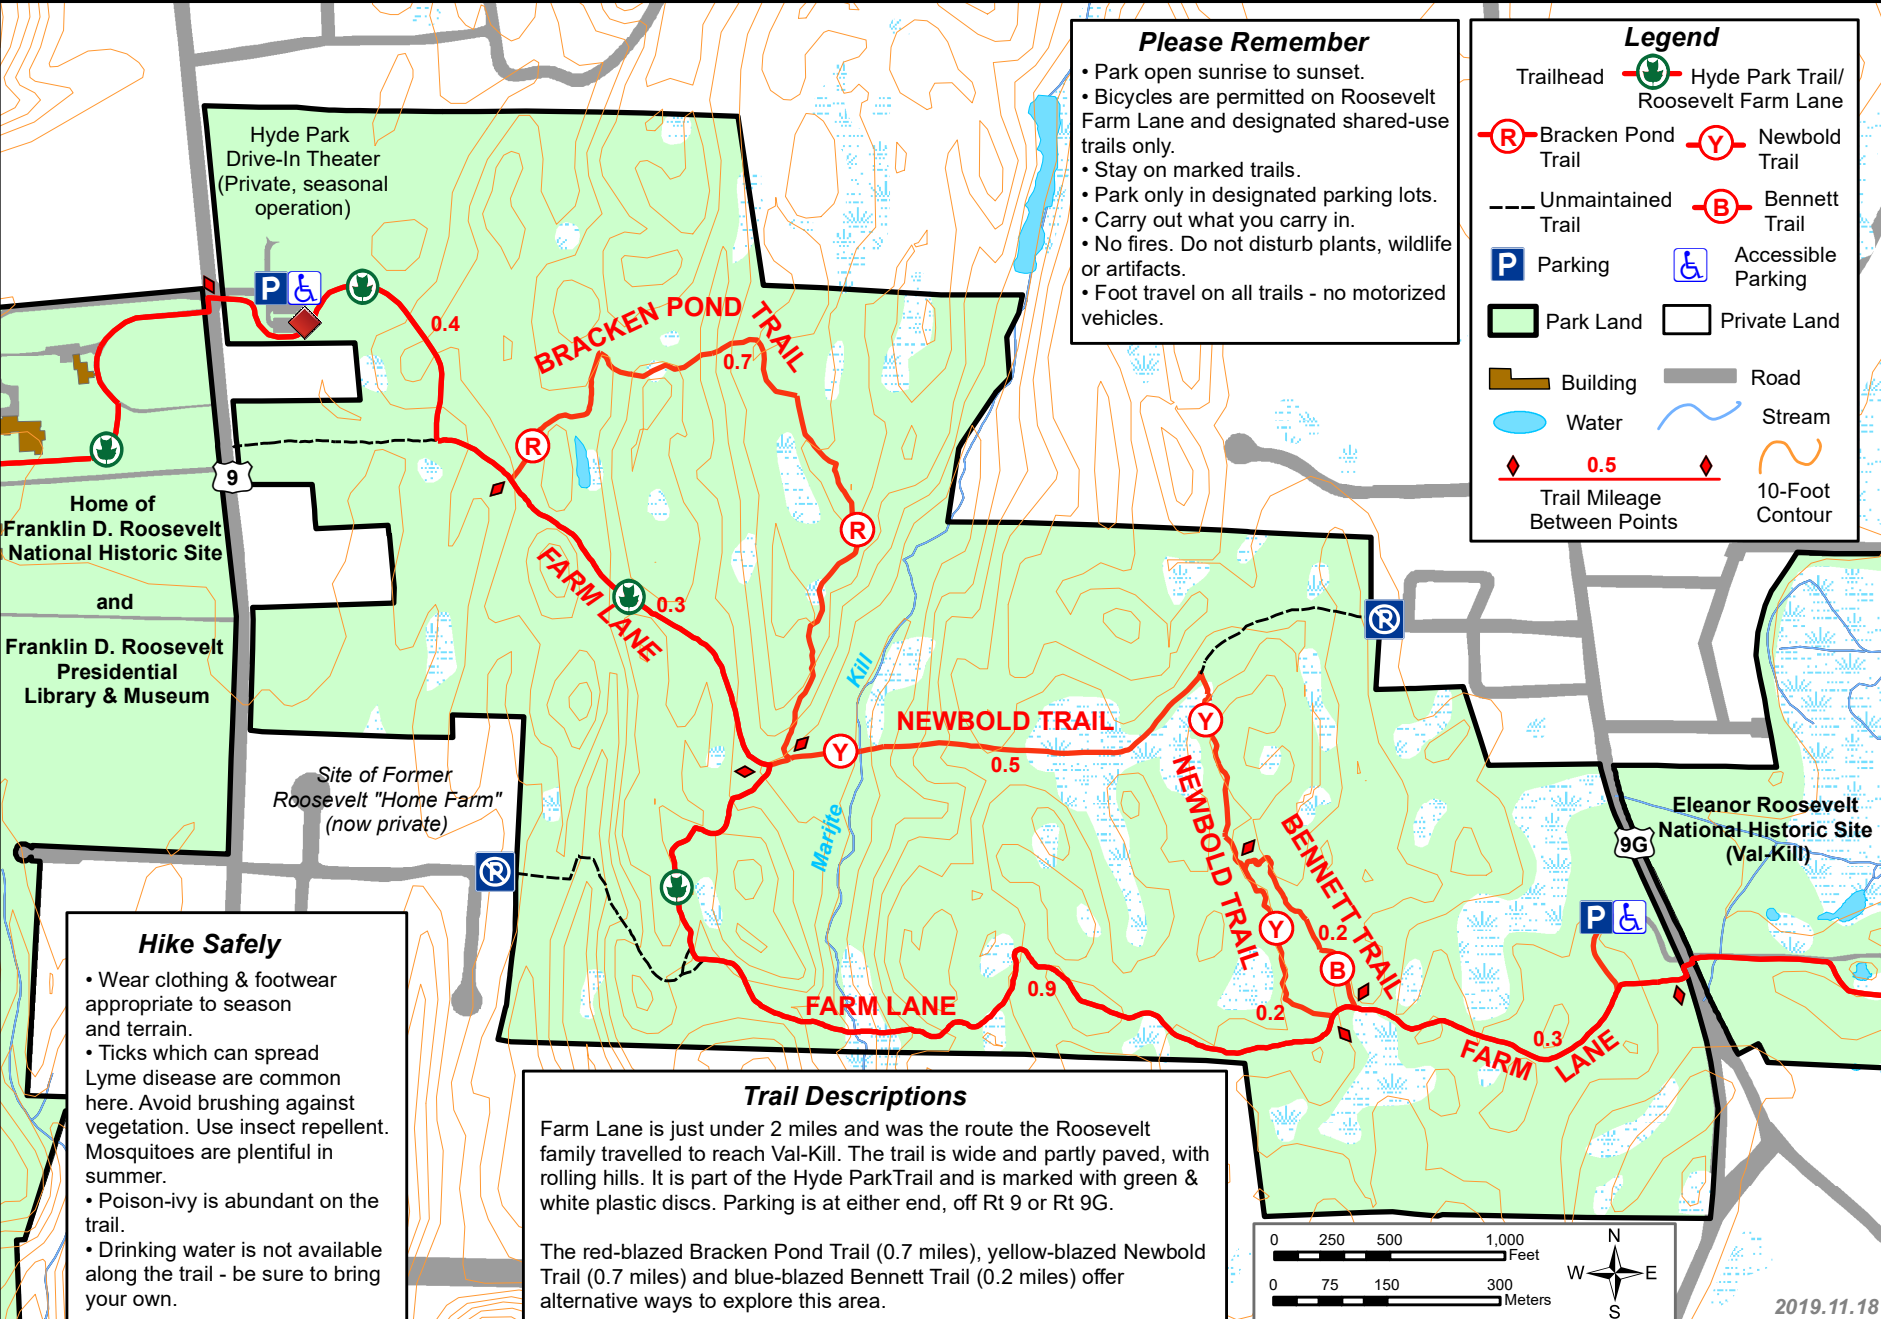 Please Remember
• Park open sunrise to sunset.
• Bicycles are permitted on Roosevelt
Farm Lane and designated shared-use
trails only.
• Stay on marked trails.
• Park only in designated parking lots.
• Carry out what you carry in.
• No fires. Do not disturb plants, wildlife
or artifacts.
• Foot travel on all trails - no motorized
vehicles.
Legend
Trailhead
Hyde Park Trail/
Roosevelt Farm Lane
R
Bracken Pond
Trail
Y
Newbold
Trail
Unmaintained
Trail
B
Bennett
Trail
P
Parking
Accessible
Parking
Park Land
Private Land
Building
Road
Water
Stream
0.5
Trail Mileage
Between Points
10-Foot
Contour
Hyde Park
Drive-In Theater
(Private, seasonal
operation)
P
0.4
BRACKEN POND TRAIL
0.7
R
R
9
Home of
Franklin D. Roosevelt
National Historic Site
and
Franklin D. Roosevelt
Presidential
Library & Museum
FARM LANE
0.3
Kill
Marijte
NEWBOLD TRAIL
Y
0.5
Y
P
NEWBOLD TRAIL
BENNETT TRAIL
Y
0.2
B
0.2
Site of Former
Roosevelt "Home Farm"
(now private)
P
Eleanor Roosevelt
National Historic Site
(Val-Kill)
9G
P
FARM LANE
0.9
0.3
FARM LANE
Hike Safely
• Wear clothing & footwear
appropriate to season
and terrain.
• Ticks which can spread
Lyme disease are common
here. Avoid brushing against
vegetation. Use insect repellent.
Mosquitoes are plentiful in
summer.
• Poison-ivy is abundant on the
trail.
• Drinking water is not available
along the trail - be sure to bring
your own.
Trail Descriptions
Farm Lane is just under 2 miles and was the route the Roosevelt
family travelled to reach Val-Kill. The trail is wide and partly paved, with
rolling hills. It is part of the Hyde ParkTrail and is marked with green &
white plastic discs. Parking is at either end, off Rt 9 or Rt 9G.
The red-blazed Bracken Pond Trail (0.7 miles), yellow-blazed Newbold
Trail (0.7 miles) and blue-blazed Bennett Trail (0.2 miles) offer
alternative ways to explore this area.
0 250 500 1,000
Feet
0 75 150 300
Meters
N
W E
S
2019.11.18